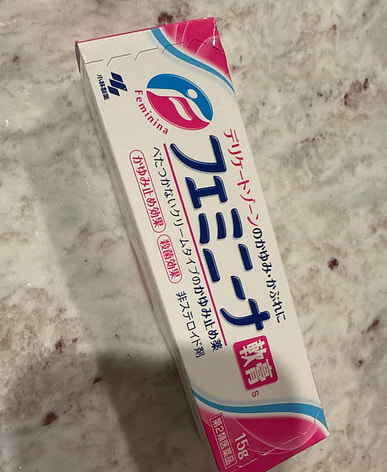 小林製薬
Feminina
デリケートゾーンのかゆみ・かぶれに
フェミニーナ
軟膏s
べたつかないクリームタイプのかゆみ止め薬
かゆみ止め効果
殺菌効果
非ステロイド剤
15g
第2類医薬品